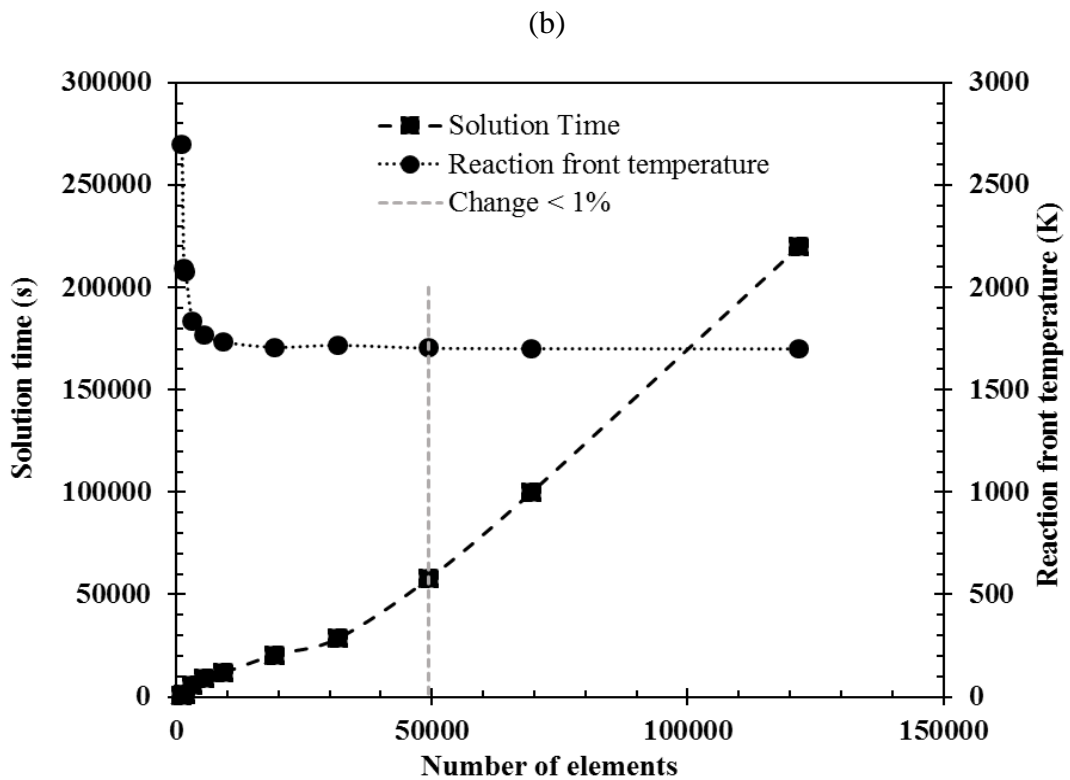 (b)
300000
250000
200000
150000
100000
50000
0
Solution time (s)
3000
2500
2000
1500
1000
500
0
Reaction front temperature (K)
Solution Time
Reaction front temperature
Change < 1%
0 50000 100000 150000
Number of elements